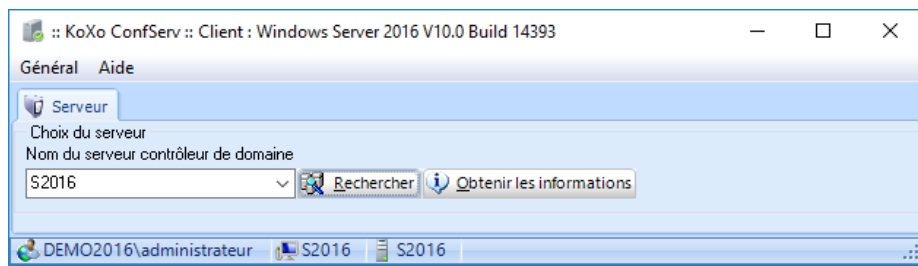 :: KoXo ConfServ :: Client : Windows Server 2016 V10.0 Build 14393
Général Aide
Serveur
Choix du serveur
Nom du serveur contrôleur de domaine
S2016 Rechercher Obtenir les informations
DEMO2016\administrateur S2016 S2016